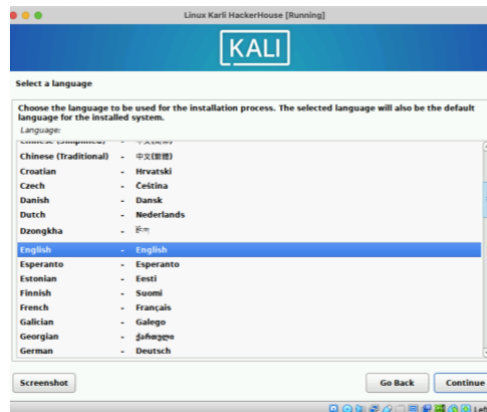 Linux Karli HackerHouse [Running]
KALI
Select a language
Choose the language to be used for the installation process. The selected language will also be the default
language for the installed system.
Language:
Chinese (Traditional) - 中文(繁體)
Croatian - Hrvatski
Czech - Čeština
Danish - Dansk
Dutch - Nederlands
Dzongkha -
English - English
Esperanto - Esperanto
Estonian - Eesti
Finnish - Suomi
French - Français
Galician - Galego
Georgian - ქართული
German - Deutsch
Screenshot Go Back Continue
Left